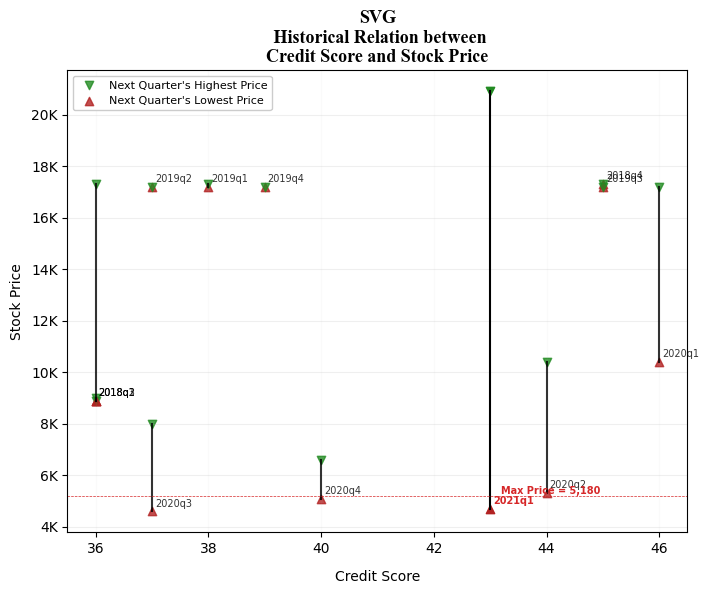 SVG
Historical Relation between
Credit Score and Stock Price
Next Quarter's Highest Price
Next Quarter's Lowest Price
20K
18K
16K
14K
12K
10K
8K
6K
4K
Stock Price
2019q2
2019q1
2019q4
2018q4
2019q3
2020q1
2020q3
2020q4
2020q2
Max Price = 5,180
2021q1
36
38
40
42
44
46
Credit Score